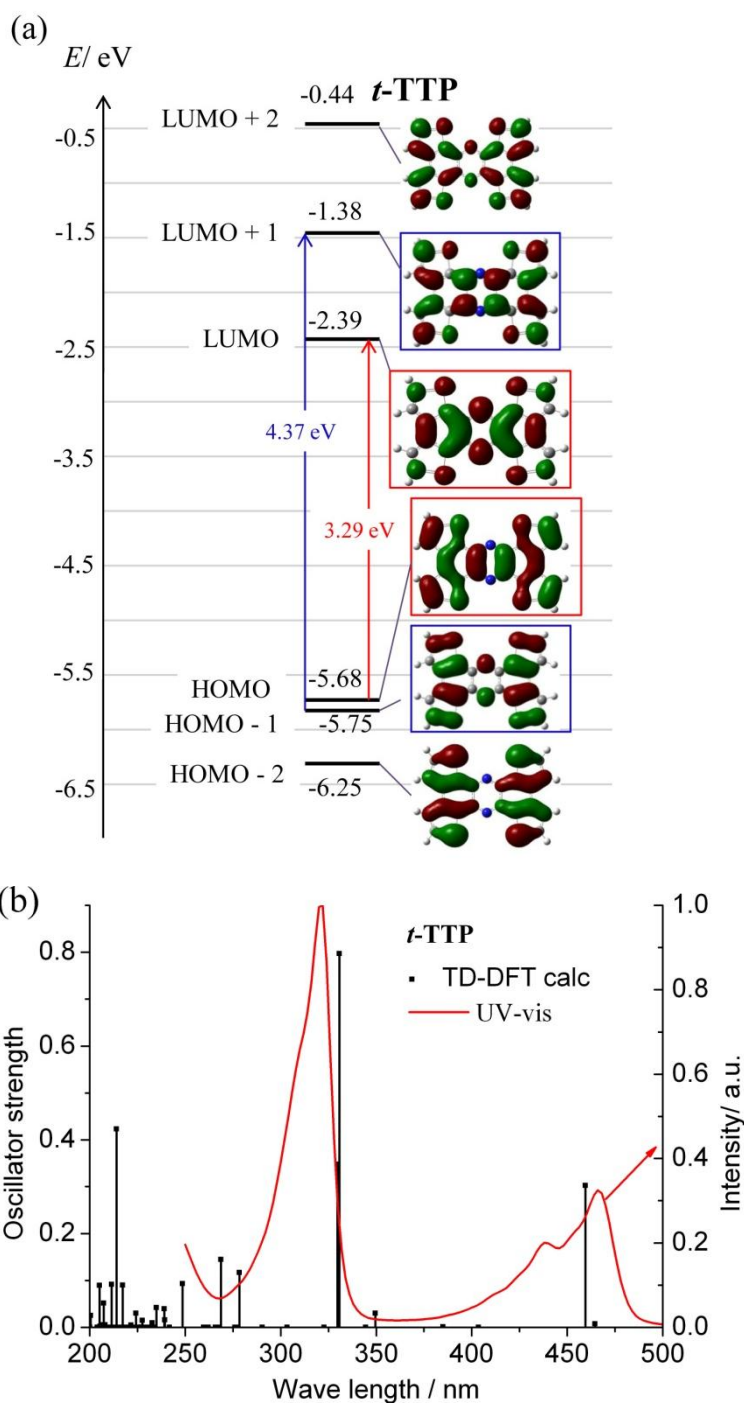 (a)
E/ eV
t-TTP
-0.44
LUMO + 2
-0.5
-1.38
LUMO + 1
-1.5
-2.39
LUMO
-2.5
4.37 eV
-3.5
3.29 eV
-4.5
-5.5
-5.68
HOMO
HOMO - 1
-5.75
HOMO - 2
-6.25
-6.5
(b)
t-TTP
TD-DFT calc
UV-vis
Oscillator strength
0.8
0.6
0.4
0.2
0.0
1.0
0.8
0.6
0.4
0.2
0.0
Intensity/ a.u.
200 250 300 350 400 450 500
Wave length / nm